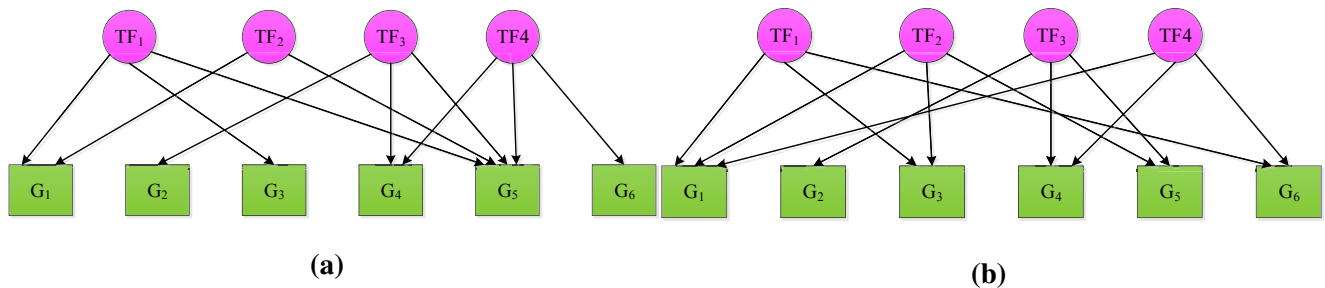 TF₁ TF₂ TF₃ TF4 TF₁ TF₂ TF₃ TF4
G₁ G₂ G₃ G₄ G₅ G₆ G₁ G₂ G₃ G₄ G₅ G₆
(a) (b)